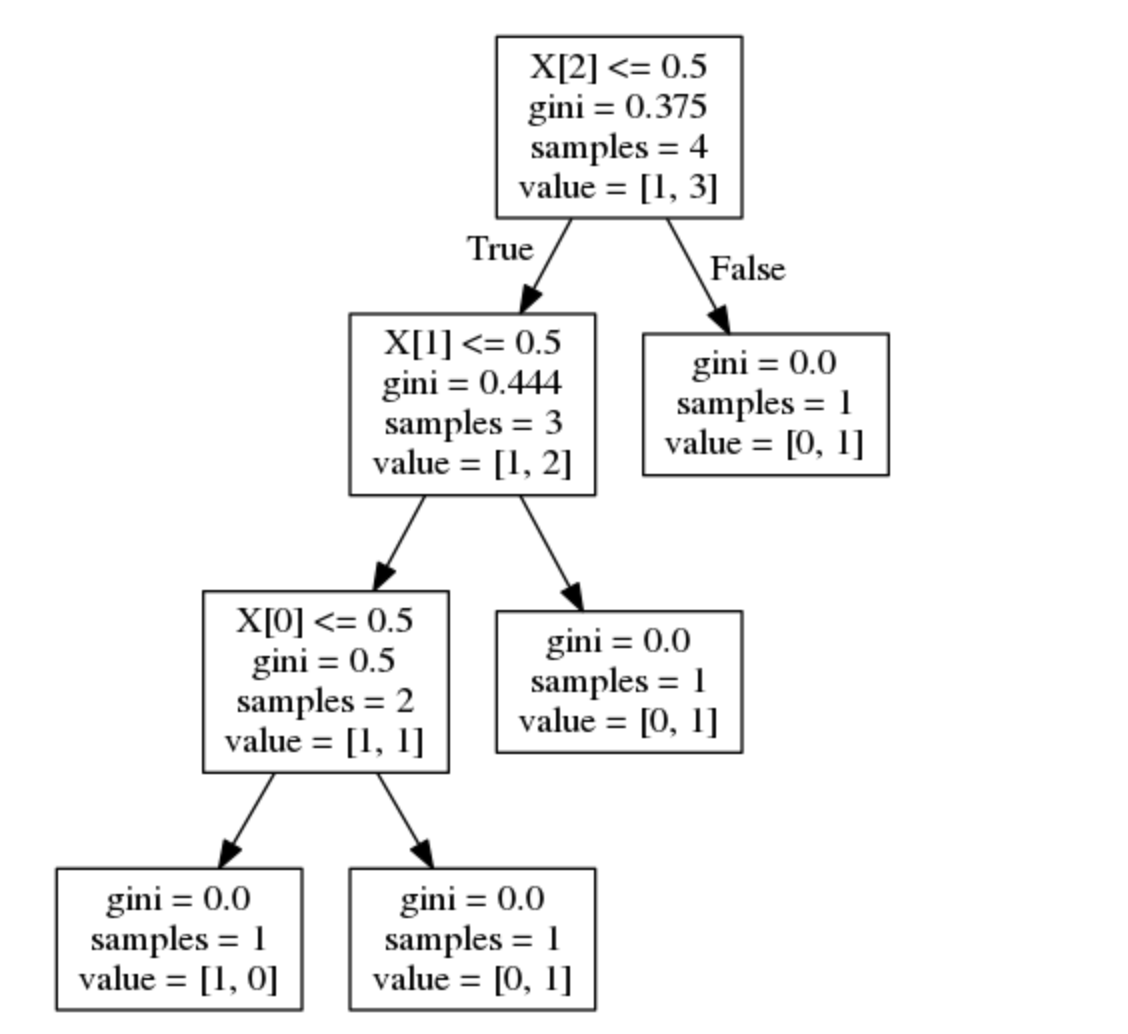 X[2] <= 0.5
gini = 0.375
samples = 4
value = [1, 3]
True
False
X[1] <= 0.5
gini = 0.444
samples = 3
value = [1, 2]
gini = 0.0
samples = 1
value = [0, 1]
X[0] <= 0.5
gini = 0.5
samples = 2
value = [1, 1]
gini = 0.0
samples = 1
value = [0, 1]
gini = 0.0
samples = 1
value = [1, 0]
gini = 0.0
samples = 1
value = [0, 1]